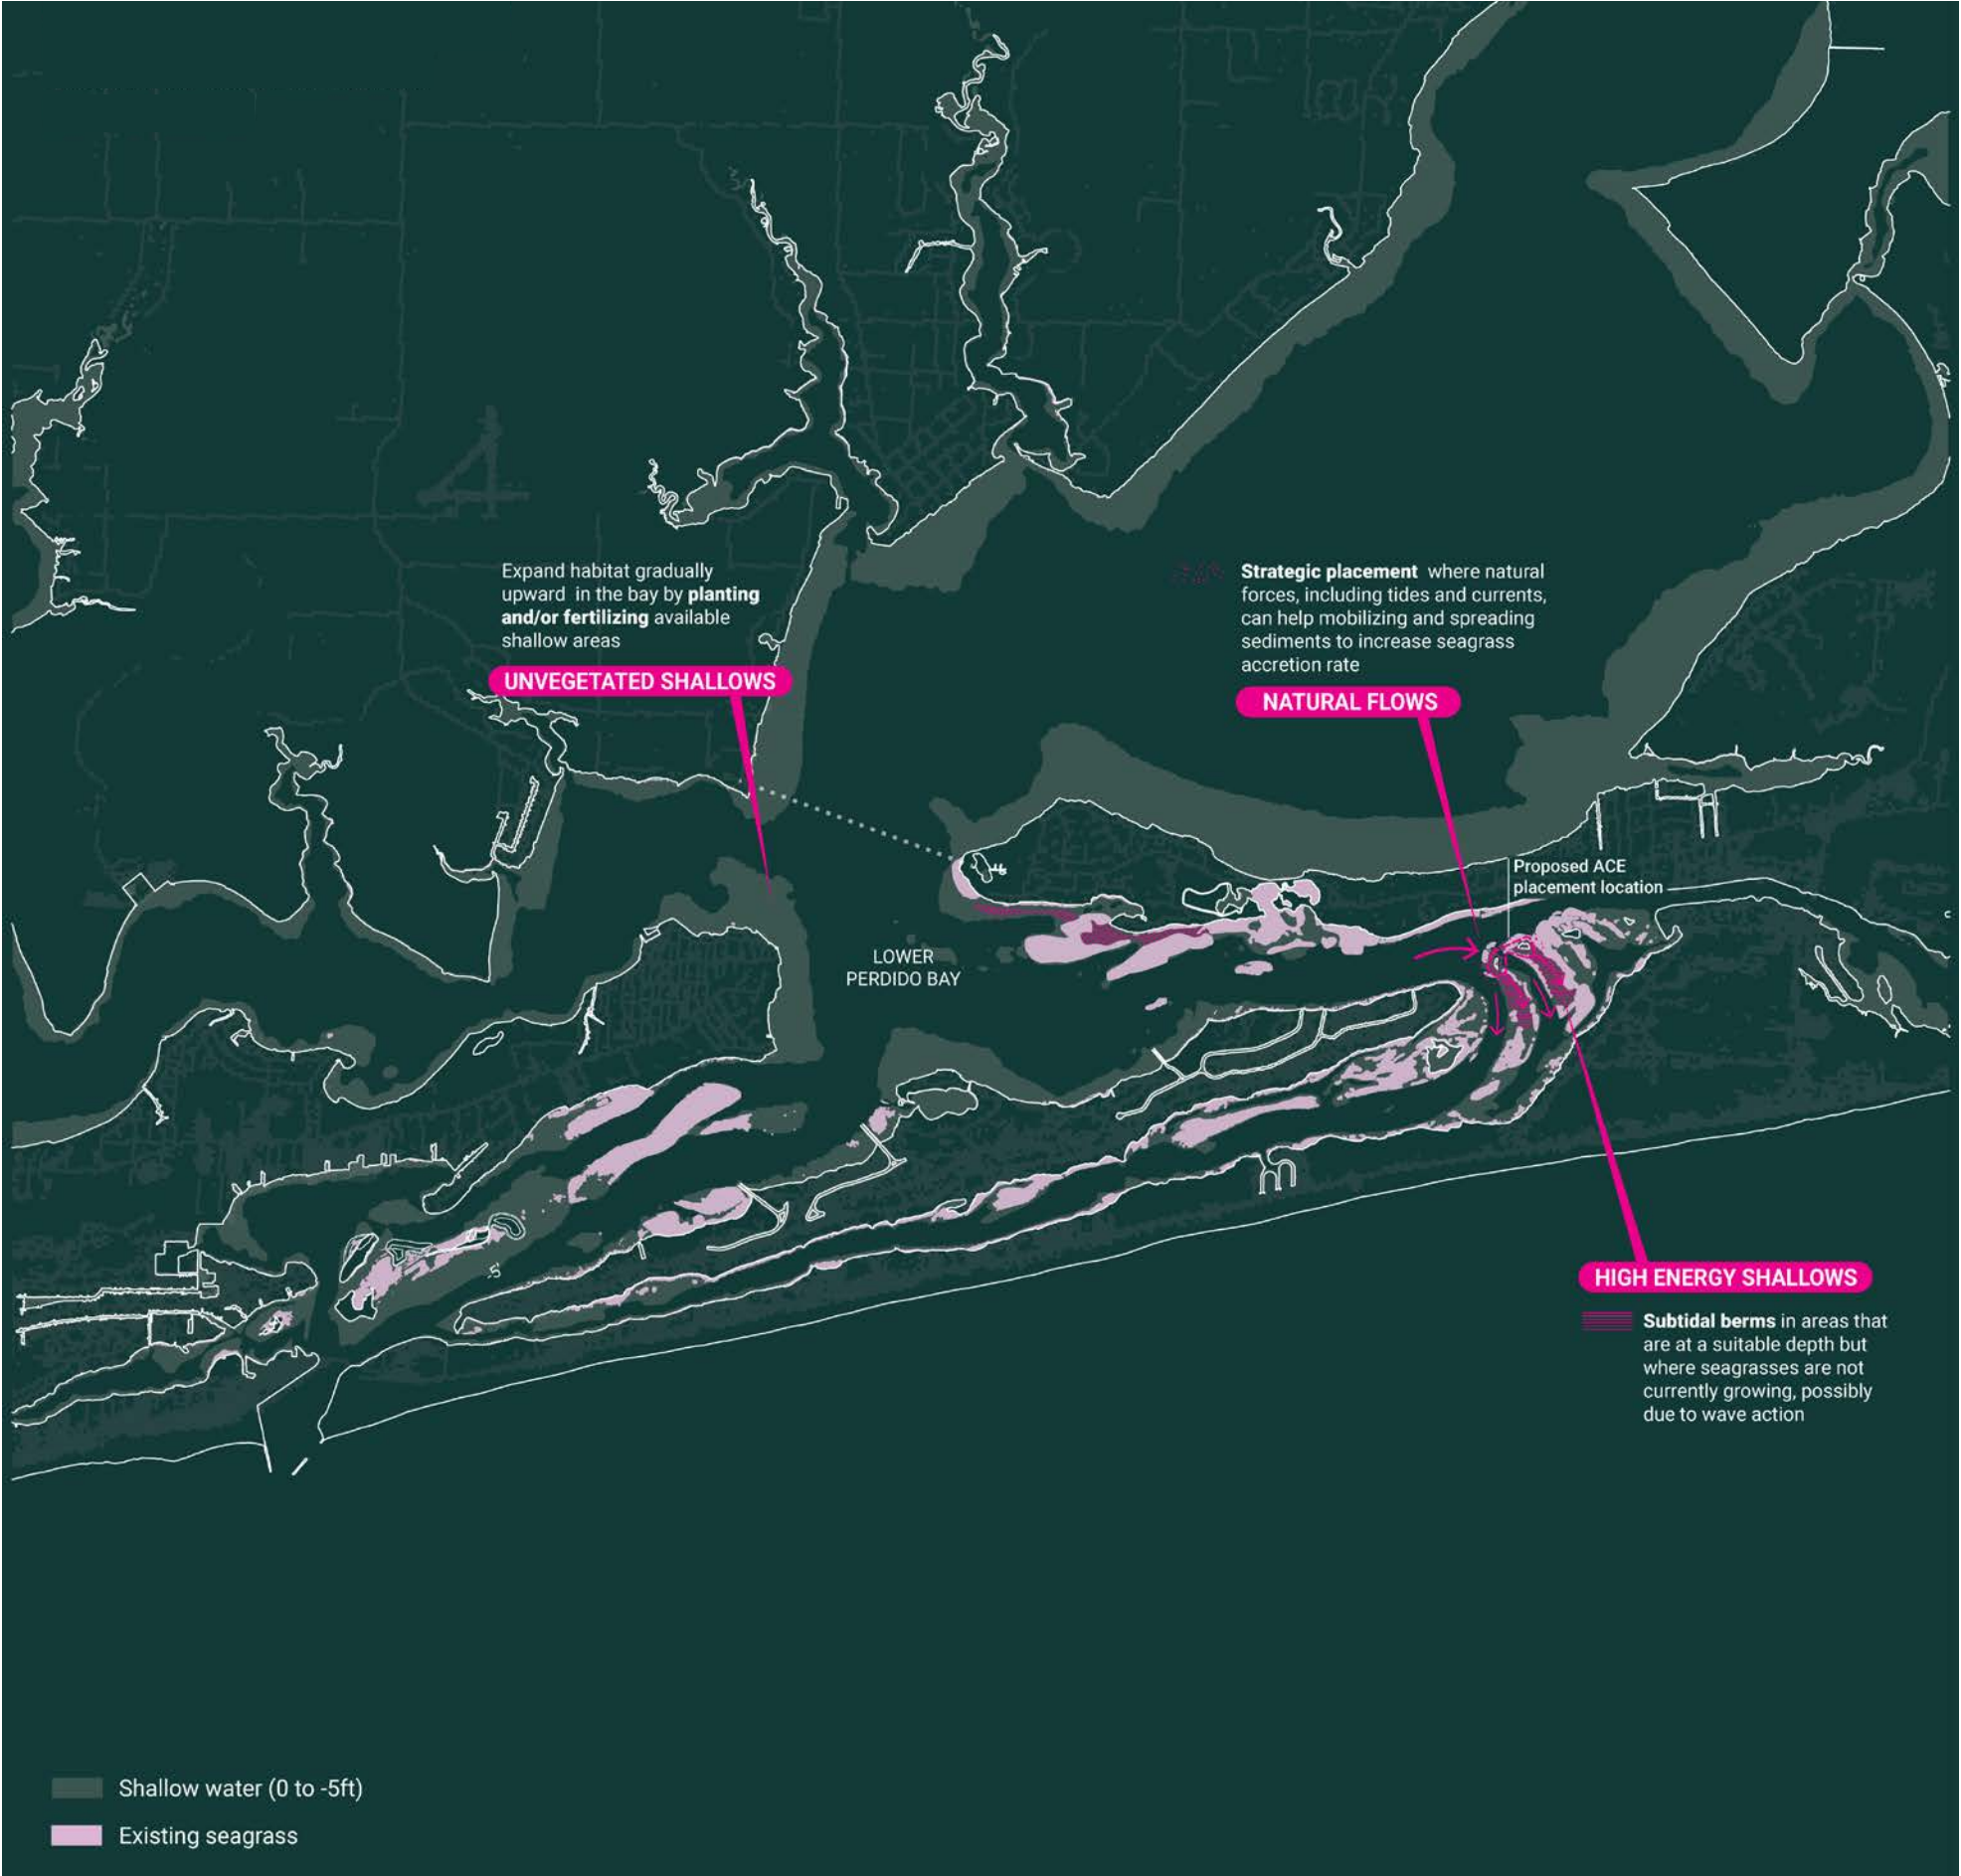 Expand habitat gradually
upward in the bay by planting
and/or fertilizing available
shallow areas
UNVEGETATED SHALLOWS
Strategic placement where natural
forces, including tides and currents,
can help mobilizing and spreading
sediments to increase seagrass
accretion rate
NATURAL FLOWS
Proposed ACE
placement location
LOWER
PERDIDO BAY
-5'
HIGH ENERGY SHALLOWS
Subtidal berms in areas that
are at a suitable depth but
where seagrasses are not
currently growing, possibly
due to wave action
Shallow water (0 to -5ft)
Existing seagrass